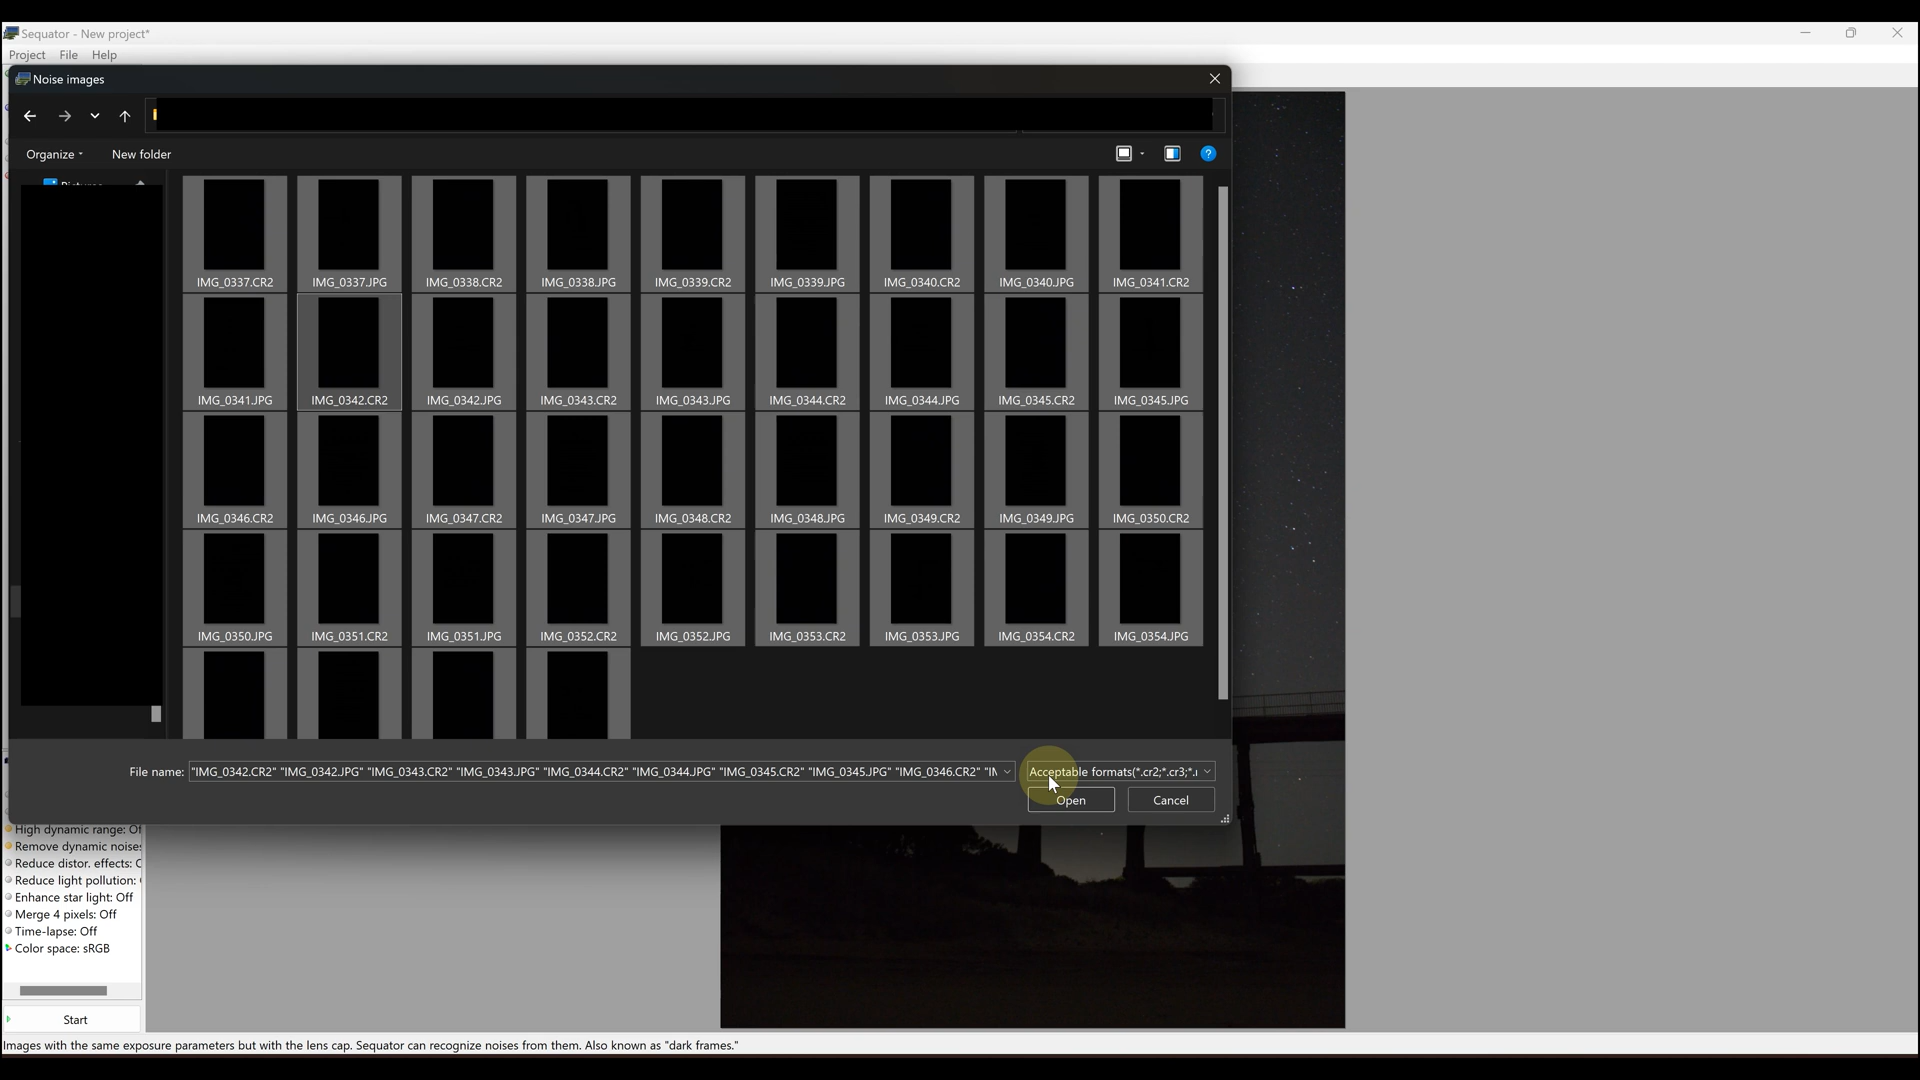 Sequator - New project*
Project File Help
Noise images
Organize
New folder
IMG_0337.CR2 IMG_0337.JPG IMG_0338.CR2 IMG_0338.JPG IMG_0339.CR2 IMG_0339.JPG IMG_0340.CR2 IMG_0340.JPG IMG_0341.CR2
IMG_0341.JPG IMG_0342.CR2 IMG_0342.JPG IMG_0343.CR2 IMG_0343.JPG IMG_0344.CR2 IMG_0344.JPG IMG_0345.CR2 IMG_0345.JPG
IMG_0346.CR2 IMG_0346.JPG IMG_0347.CR2 IMG_0347.JPG IMG_0348.CR2 IMG_0348.JPG IMG_0349.CR2 IMG_0349.JPG IMG_0350.CR2
IMG_0350.JPG IMG_0351.CR2 IMG_0351.JPG IMG_0352.CR2 IMG_0352.JPG IMG_0353.CR2 IMG_0353.JPG IMG_0354.CR2 IMG_0354.JPG
File name: "IMG_0342.CR2" "IMG_0342.JPG" "IMG_0343.CR2" "IMG_0343.JPG" "IMG_0344.CR2" "IMG_0344.JPG" "IMG_0345.CR2" "IMG_0345.JPG" "IMG_0346.CR2" Acceptable formats(*.cr2;*.cr3;*.
Open Cancel
High dynamic range:
Remove dynamic noises
Reduce distor. effects:
Reduce light pollution:
Enhance star light: Off
Merge 4 pixels: Off
Time-lapse: Off
Color space: sRGB
Start
Images with the same exposure parameters but with the lens cap. Sequator can recognize noises from them. Also known as "dark frames."